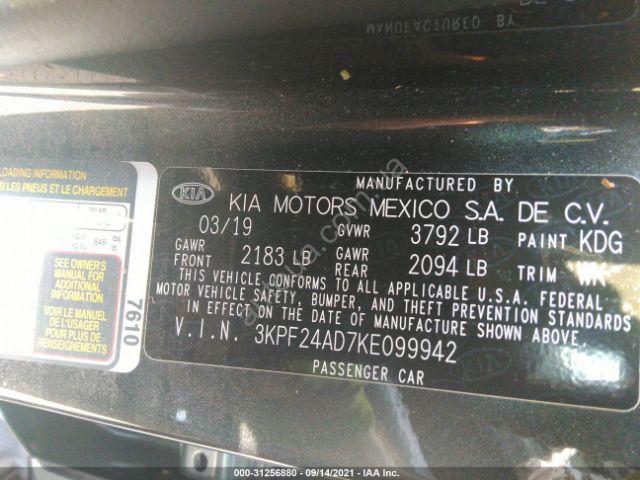 MANUFACTURED BY
LOADING INFORMATION
R LES PNEUS ET LE CHARGEMENT
649
SEE OWNER'S
MANUAL FOR
ADDITIONAL
INFORMATION
VOIR LE MANUEL
DE L'USAGER
POUR PLUS DE
RENSEIGNEMENTS
7610
MANUFACTURED BY
KIA
KIA MOTORS MEXICO S.A. DE C.V.
03/19 GVWR 3792 LB PAINT KDG
GAWR FRONT 2183 LB GAWR REAR 2094 LB TRIM WK
THIS VEHICLE CONFORMS TO ALL APPLICABLE U.S.A. FEDERAL
MOTOR VEHICLE SAFETY, BUMPER, AND THEFT PREVENTION STANDARDS
IN EFFECT ON THE DATE OF MANUFACTURE SHOWN ABOVE.
V.I.N. 3KPF24AD7KE099942
PASSENGER CAR
000-31256880 - 09/14/2021 - IAA Inc.